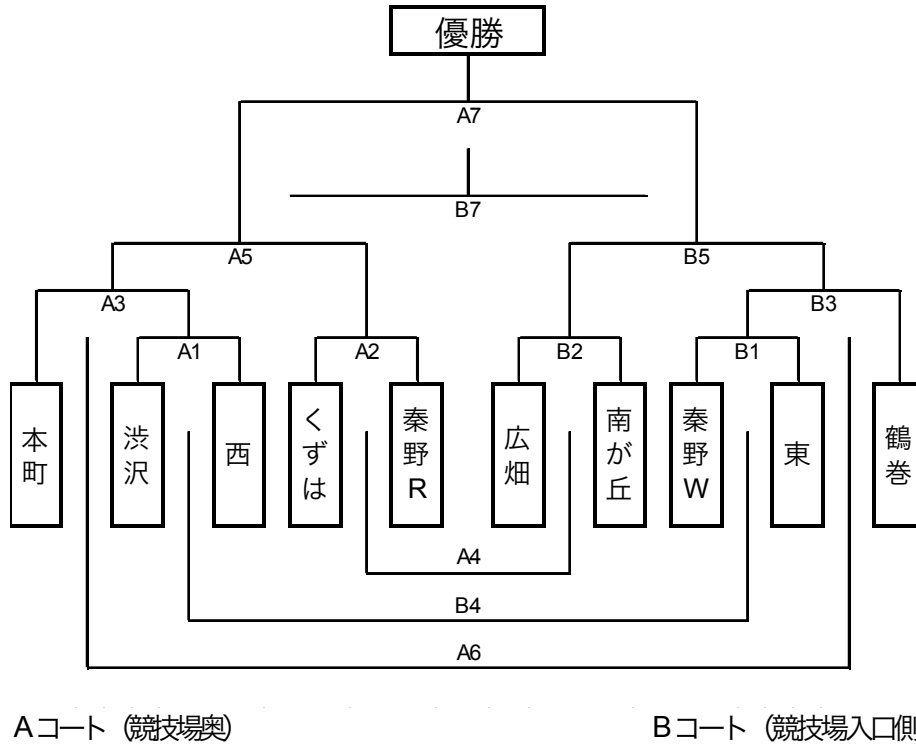 優勝
A7
B7
A5
B5
A3
B3
A1
A2
B2
B1
本町
渋沢
西
くずは
秦野R
広畑
南が丘
秦野W
東
鶴巻
A4
B4
A6
Aコート (競技場奥)
Bコート (競技場入口側